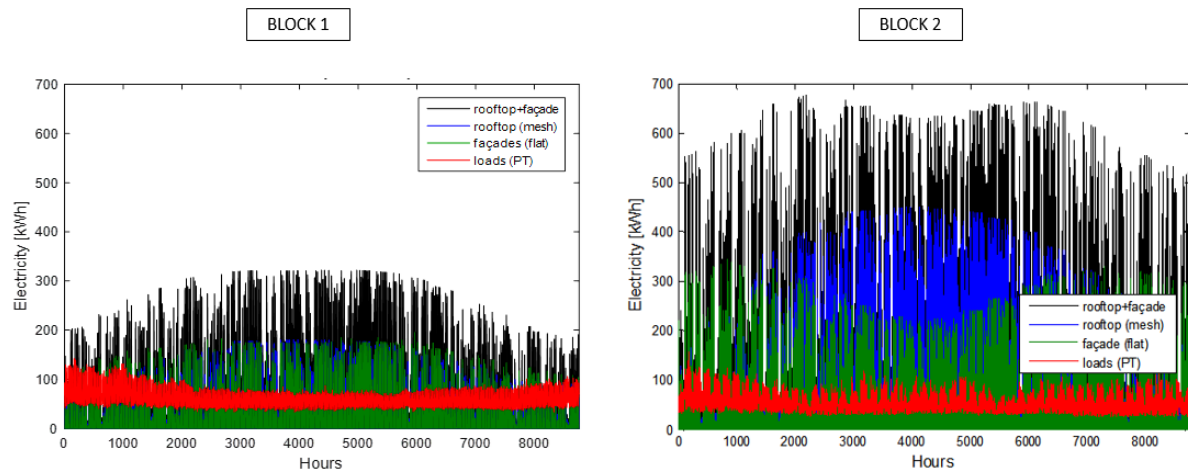 BLOCK 1
BLOCK 2
700
600
500
400
300
200
100
0
Electricity [kWh]
rooftop+façade
rooftop (mesh)
façades (flat)
loads (PT)
0 1000 2000 3000 4000 5000 6000 7000 8000
Hours
700
600
500
400
300
200
100
0
Electricity [kWh]
rooftop+façade
rooftop (mesh)
façade (flat)
loads (PT)
0 1000 2000 3000 4000 5000 6000 7000 8000
Hours